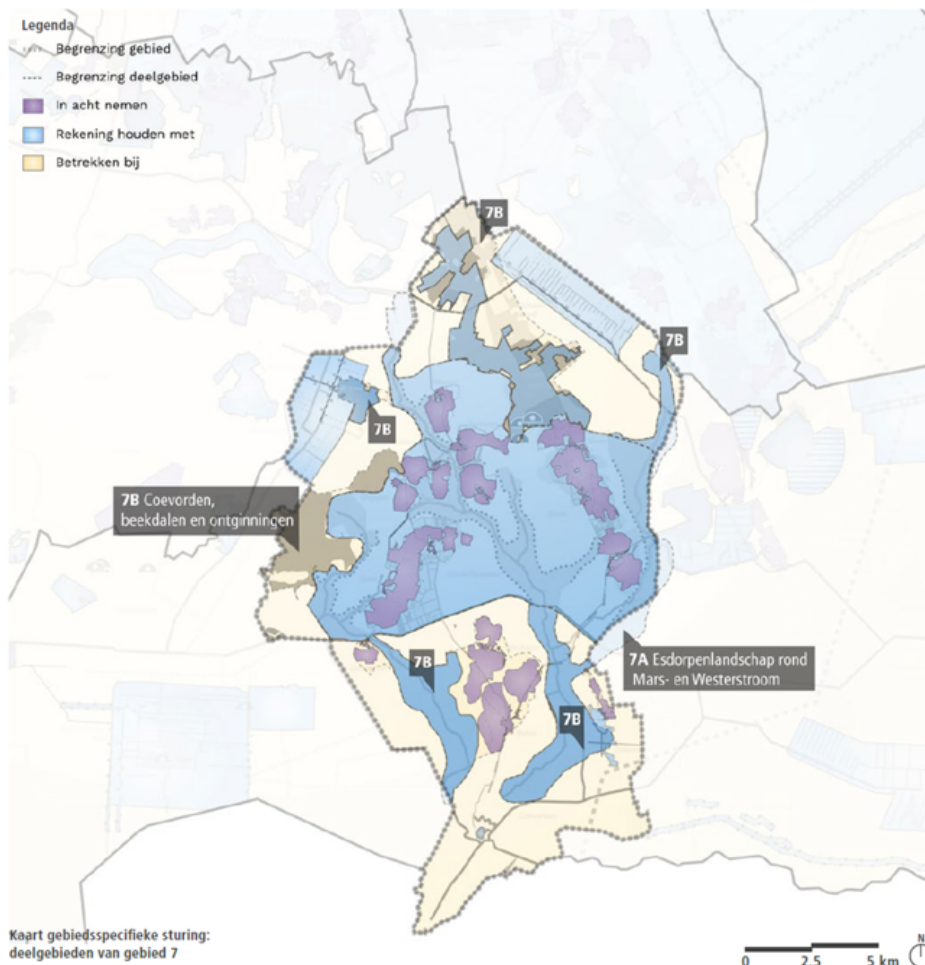 Legenda
Begrenzing gebied
Begrenzing deelgebied
In acht nemen
Rekening houden met
Betrekken bij
7B
7B
7B
7B Coevorden,
beekdalen en ontginningen
7B
7A Esdorpenlandschap rond
Mars- en Westerstroom
7B
Kaart gebiedsspecifieke sturing:
deelgebieden van gebied 7
N
0 2.5 5 km